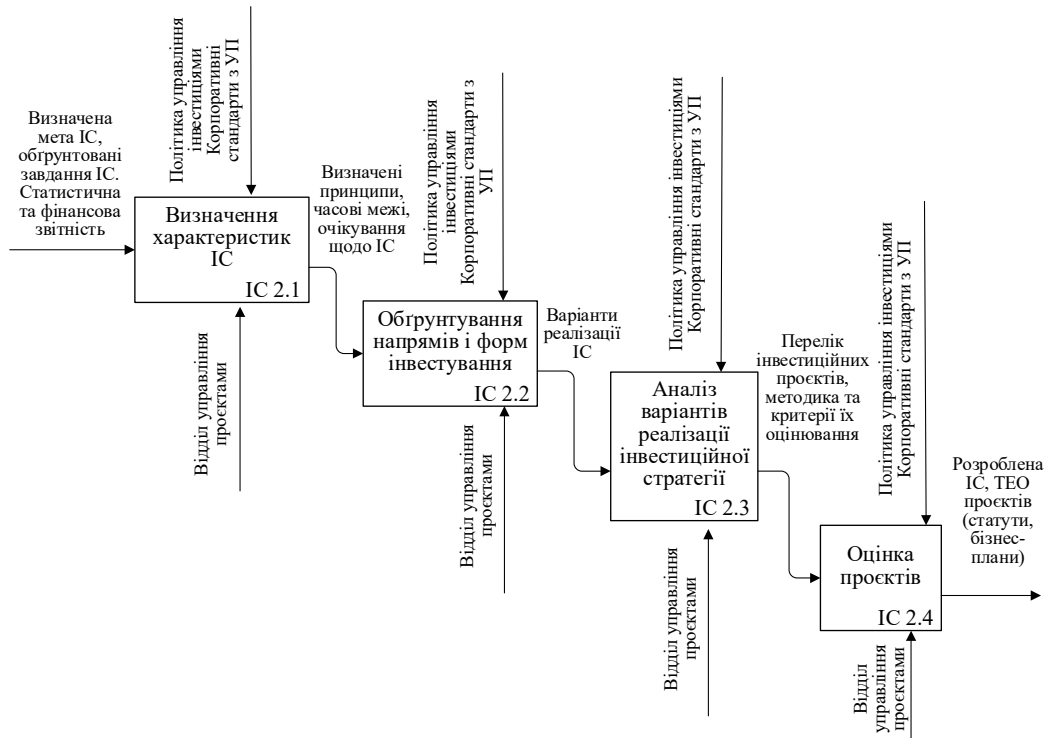 Визначена
мета ІС,
обґрунтовані
завдання ІС.
Статистична
та фінансова
звітність
Політика управління
інвестиціями
Корпоративні
стандарти з УП
Визначення
характеристик
ІС
ІС 2.1
Відділ управління
проєктами
Визначені
принципи,
часові межі,
очікування
щодо ІС
Політика управління
інвестиціями
Корпоративні стандарти з
УП
Обґрунтування
напрямів і форм
інвестування
ІС 2.2
Відділ управління
проєктами
Варіанти
реалізації
ІС
Політика управління інвестиціями
Корпоративні стандарти з УП
Аналіз
варіантів
реалізації
інвестиційної
стратегії
ІС 2.3
Відділ управління
проєктами
Перелік
інвестиційних
проєктів,
методика та
критерії їх
оцінювання
Політика управління інвестиціями
Корпоративні стандарти з УП
Оцінка
проєктів
ІС 2.4
Відділ
управління
проєктами
Розроблена
ІС, ТЕО
проєктів
(статути,
бізнес-
плани)